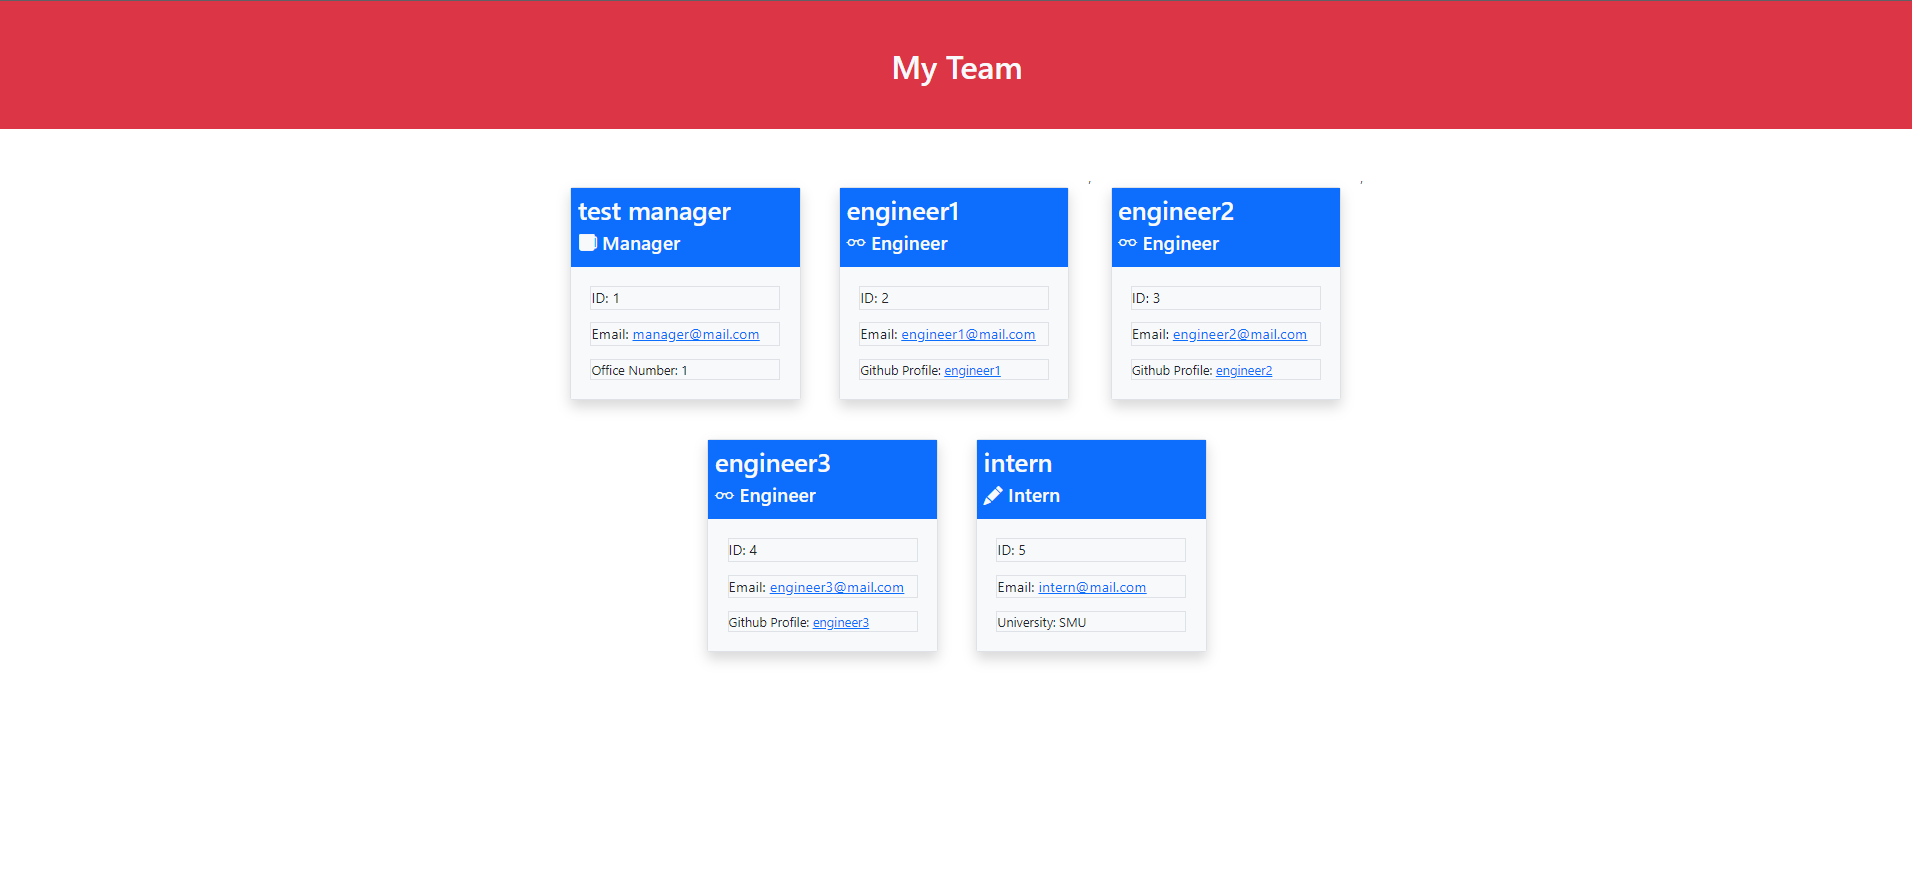 My Team
test manager
Manager
ID: 1
Email: manager@mail.com
Office Number: 1
engineer1
Engineer
ID: 2
Email: engineer1@mail.com
Github Profile: engineer1
,
engineer2
Engineer
ID: 3
Email: engineer2@mail.com
Github Profile: engineer2
,
engineer3
Engineer
ID: 4
Email: engineer3@mail.com
Github Profile: engineer3
intern
Intern
ID: 5
Email: intern@mail.com
University: SMU